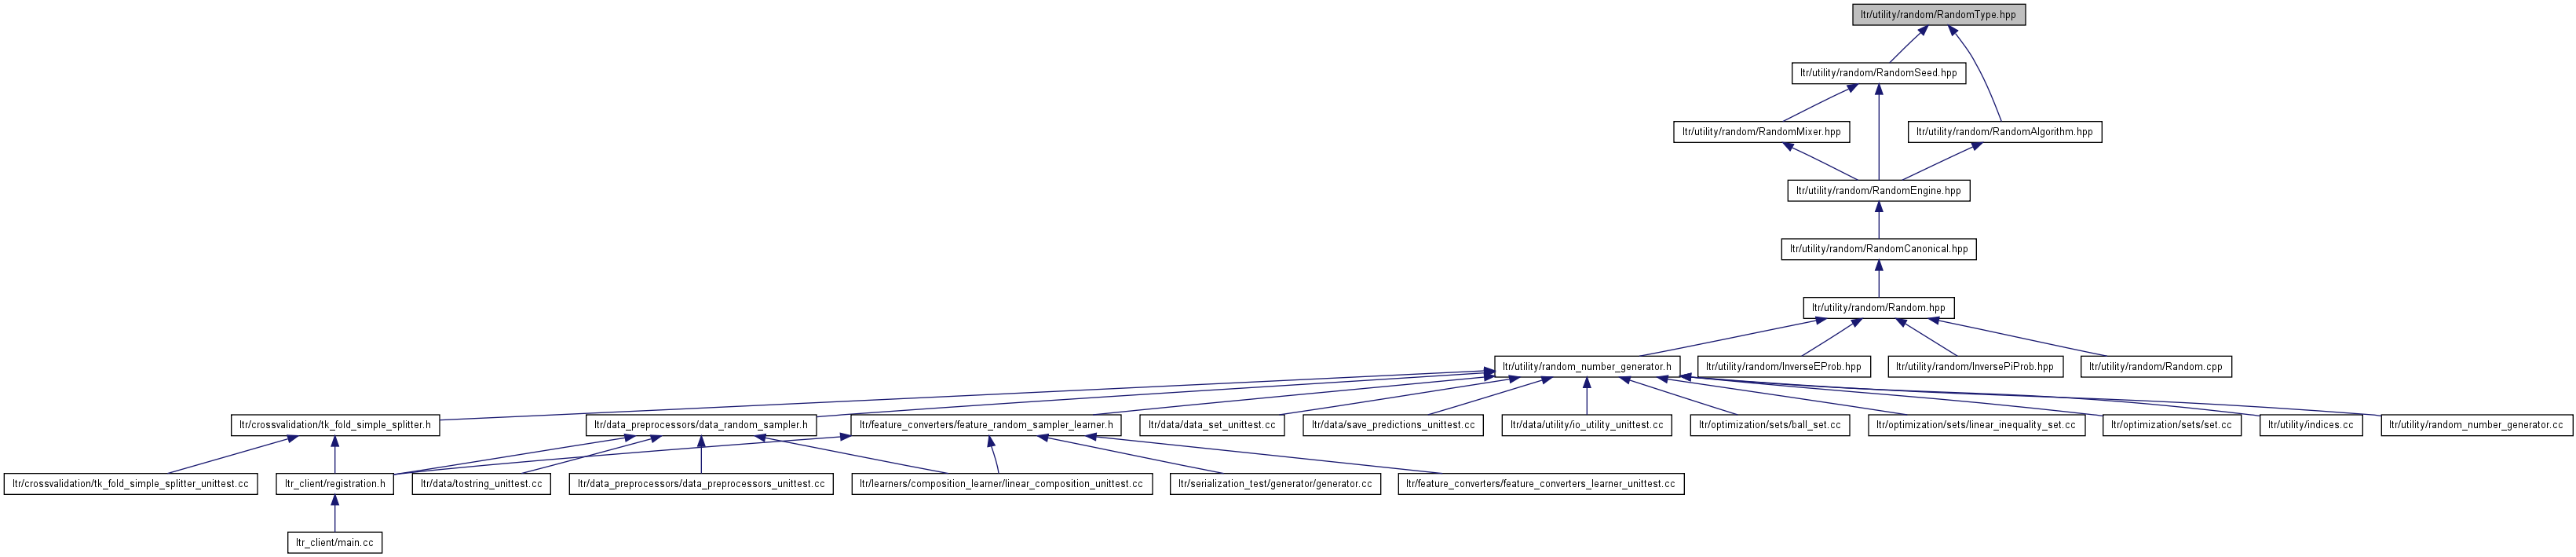 ltr/utility/random/RandomType.hpp
ltr/utility/random/RandomSeed.hpp
ltr/utility/random/RandomMixer.hpp
ltr/utility/random/RandomAlgorithm.hpp
ltr/utility/random/RandomEngine.hpp
ltr/utility/random/RandomCanonical.hpp
ltr/utility/random/Random.hpp
ltr/utility/random_number_generator.h
ltr/utility/random/InverseEProb.hpp
ltr/utility/random/InversePiProb.hpp
ltr/utility/random/Random.cpp
ltr/crossvalidation/tk_fold_simple_splitter.h
ltr/data_preprocessors/data_random_sampler.h
ltr/feature_converters/feature_random_sampler_learner.h
ltr/data/data_set_unittest.cc
ltr/data/save_predictions_unittest.cc
ltr/data/utility/io_utility_unittest.cc
ltr/optimization/sets/ball_set.cc
ltr/optimization/sets/linear_inequality_set.cc
ltr/optimization/sets/set.cc
ltr/utility/indices.cc
ltr/utility/random_number_generator.cc
ltr/crossvalidation/tk_fold_simple_splitter_unittest.cc
ltr_client/registration.h
ltr/data/tostring_unittest.cc
ltr/data_preprocessors/data_preprocessors_unittest.cc
ltr/learners/composition_learner/linear_composition_unittest.cc
ltr/serialization_test/generator/generator.cc
ltr/feature_converters/feature_converters_learner_unittest.cc
ltr_client/main.cc